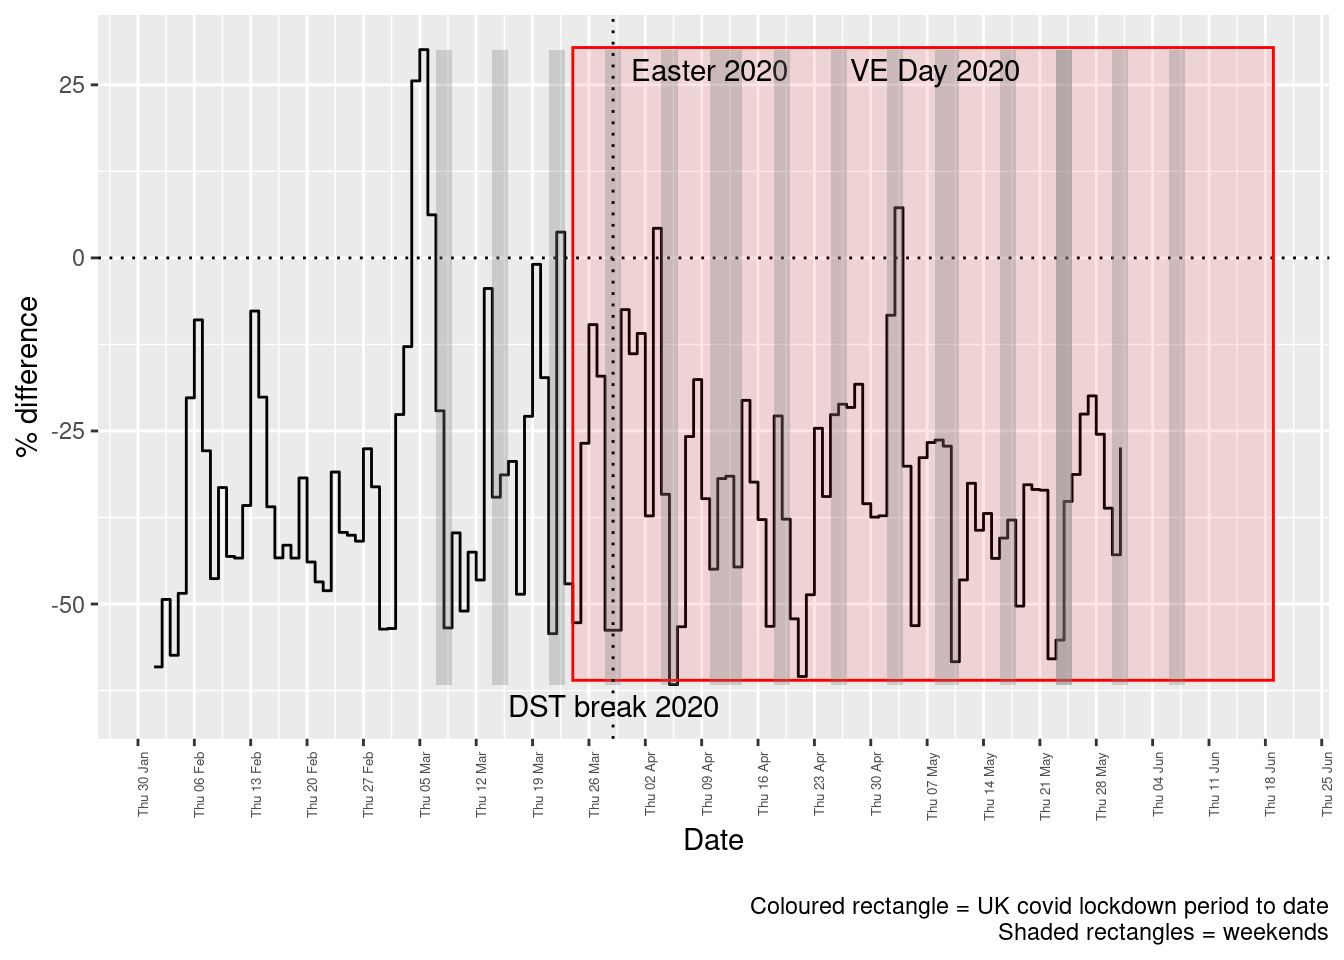 Easter 2020
VE Day 2020
25
0
-25
-50
% difference
DST break 2020
Thu 30 Jan
Thu 06 Feb
Thu 13 Feb
Thu 20 Feb
Thu 27 Feb
Thu 05 Mar
Thu 12 Mar
Thu 19 Mar
Thu 26 Mar
Thu 02 Apr
Thu 09 Apr
Thu 16 Apr
Thu 23 Apr
Thu 30 Apr
Thu 07 May
Thu 14 May
Thu 21 May
Thu 28 May
Thu 04 Jun
Thu 11 Jun
Thu 18 Jun
Thu 25 Jun
Date
Coloured rectangle = UK covid lockdown period to date
Shaded rectangles = weekends